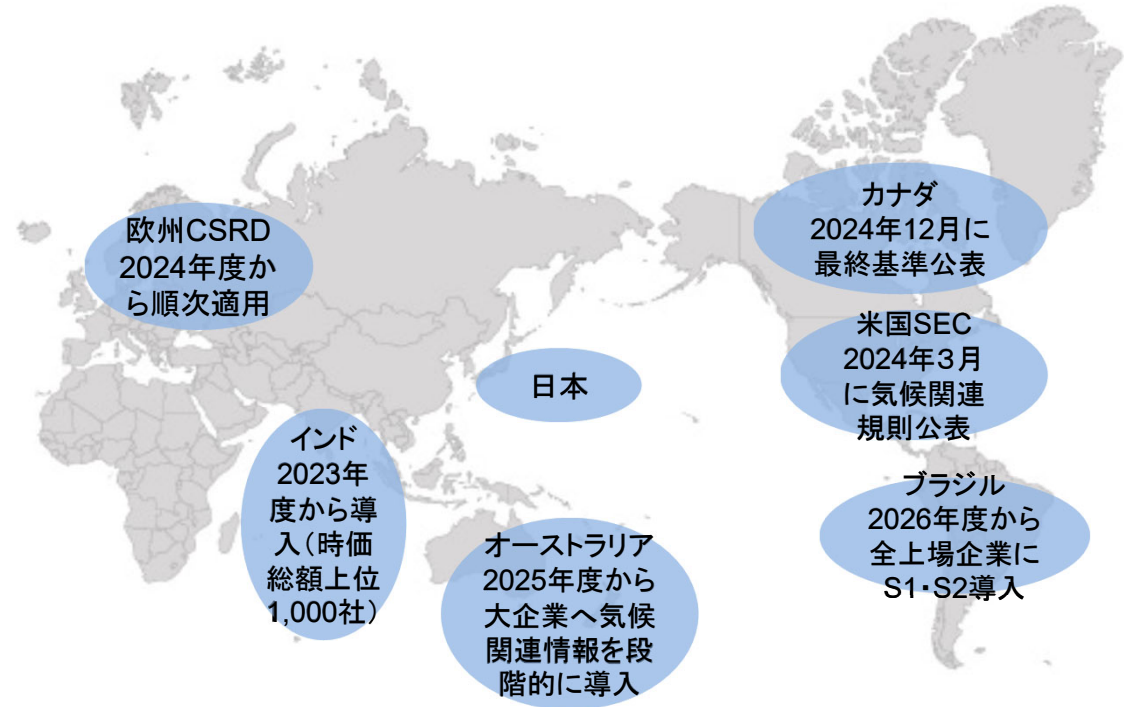 欧州CSRD
2024年度か
ら順次適用
カナダ
2024年12月に
最終基準公表
米国SEC
2024年3月
に気候関連
規則公表
日本
インド
2023年
度から導
入(時価
総額上位
1,000社)
オーストラリア
2025年度から
大企業へ気候
関連情報を段
階的に導入
ブラジル
2026年度から
全上場企業に
S1・S2導入